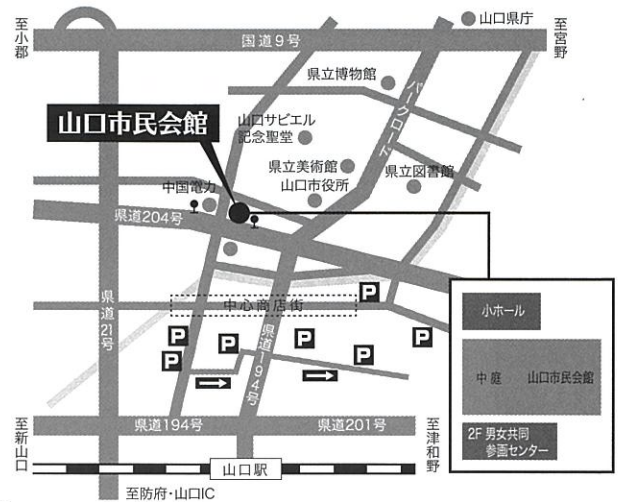 至小郡
国道9号
山口県庁
至宮野
県立博物館
パークロード
山口サビエル
記念聖堂
山口市民会館
県立美術館
山口市役所
県立図書館
中国電力
県道204号
県道21号
中心商店街
P
P
P
P
P
P
P
県道194号
小ホール
中庭 山口市民会館
2F 男女共同
参画センター
至新山口
県道194号
県道201号
至津和野
山口駅
至防府・山口IC